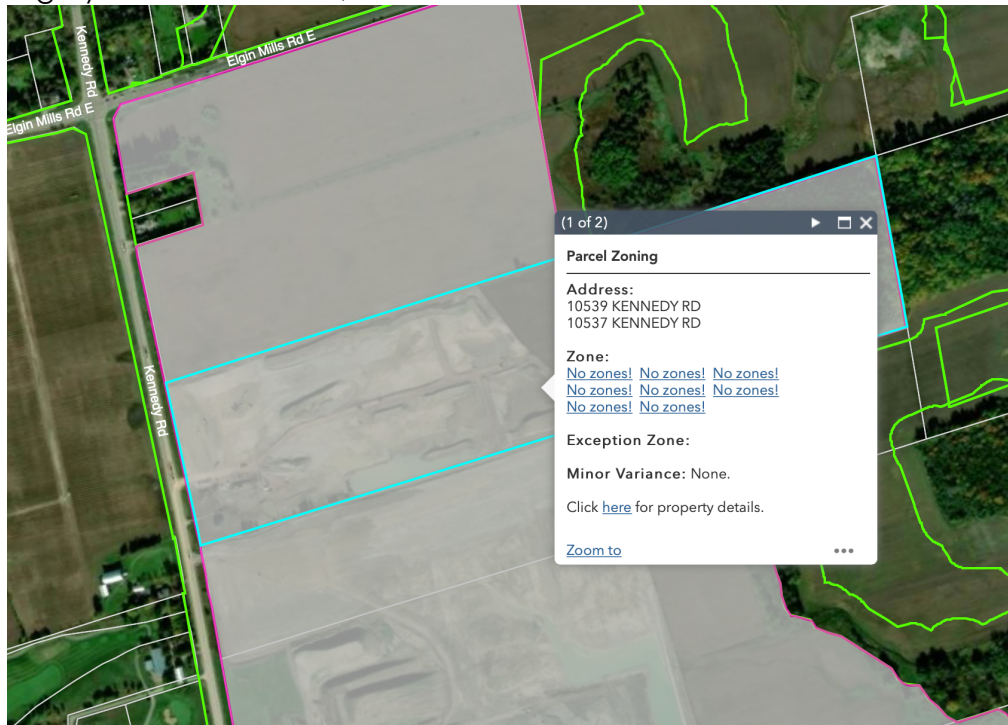 Kennedy Rd
Elgin Mills Rd E
Elgin Mills Rd E
Kennedy Rd
(1 of 2)
Parcel Zoning
Address:
10539 KENNEDY RD
10537 KENNEDY RD
Zone:
No zones! No zones! No zones!
No zones! No zones! No zones!
No zones! No zones!
Exception Zone:
Minor Variance: None.
Click here for property details.
Zoom to